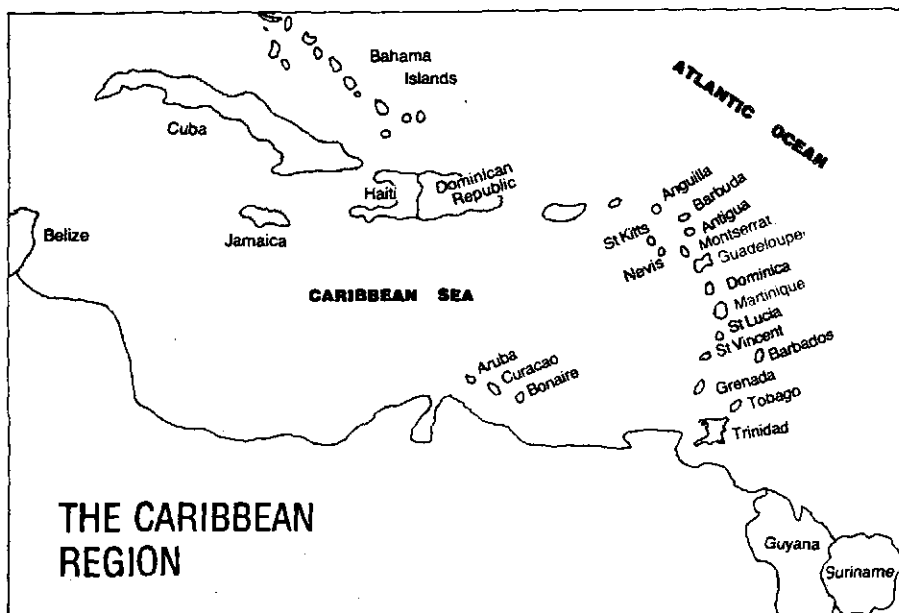 Bahama
Islands
ATLANTIC OCEAN
Cuba
Haiti
Dominican
Republic
Anguilla
Barbuda
Antigua
St Kitts
Montserrat
Nevis
Guadeloupe,
Belize
Jamaica
Dominica
CARIBBEAN SEA
Martinique
St Lucia
St Vincent
Barbados
Aruba
Curacao
Bonaire
Grenada
Tobago
Trinidad
THE CARIBBEAN
REGION
Guyana
Suriname